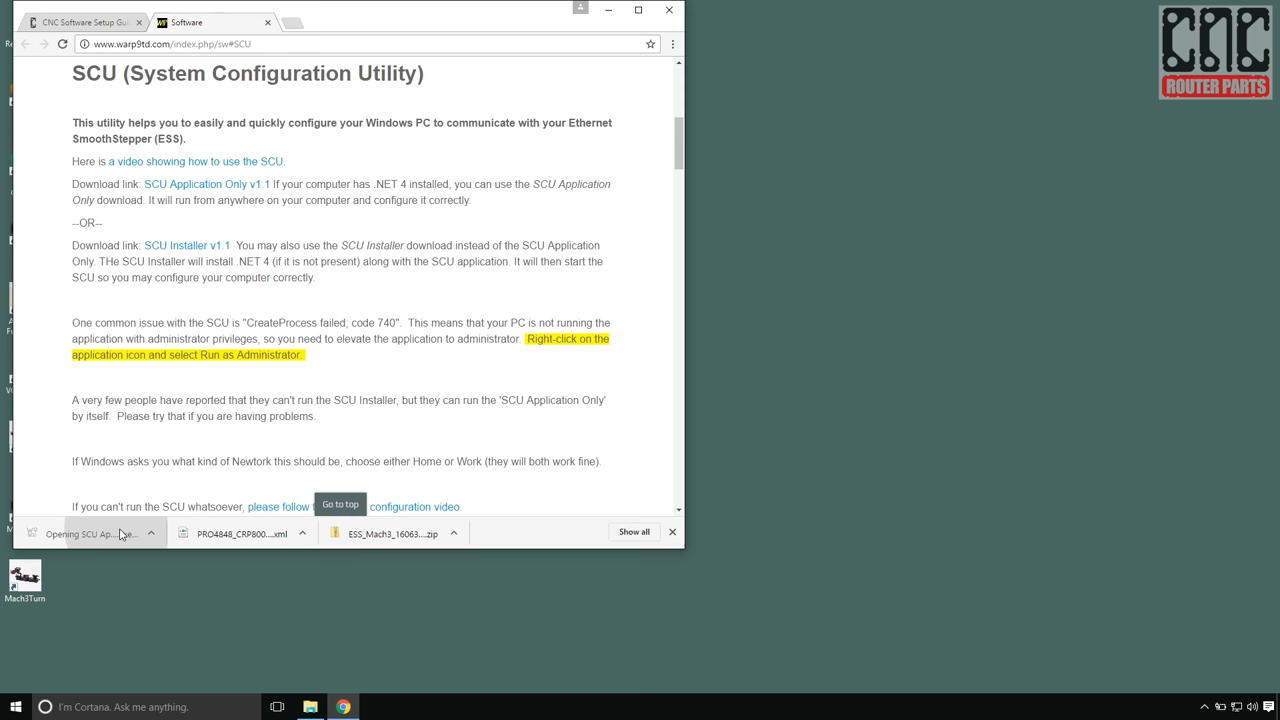 CNC Software Setup Gui
Software
www.warp9td.com/index.php/sw#SCU
SCU (System Configuration Utility)
This utility helps you to easily and quickly configure your Windows PC to communicate with your Ethernet
SmoothStepper (ESS).
Here is a video showing how to use the SCU.
Download link: SCU Application Only v1.1 If your computer has .NET 4 installed, you can use the SCU Application
Only download. It will run from anywhere on your computer and configure it correctly.
--OR--
Download link: SCU Installer v1.1 You may also use the SCU Installer download instead of the SCU Application
Only. THe SCU Installer will install .NET 4 (if it is not present) along with the SCU application. It will then start the
SCU so you may configure your computer correctly.
One common issue with the SCU is "CreateProcess failed; code 740". This means that your PC is not running the
application with administrator privileges, so you need to elevate the application to administrator. Right-click on the
application icon and select Run as Administrator.
A very few people have reported that they can't run the SCU Installer, but they can run the 'SCU Application Only'
by itself. Please try that if you are having problems.
If Windows asks you what kind of Newtork this should be, choose either Home or Work (they will both work fine).
If you can't run the SCU whatsoever, please follow configuration video.
Go to top
Opening SCU Ap...
PRO4848_CRP800....xml
ESS_Mach3_16063....zip
Show all
Mach3Turn
I'm Cortana. Ask me anything.
CNC
ROUTER PARTS